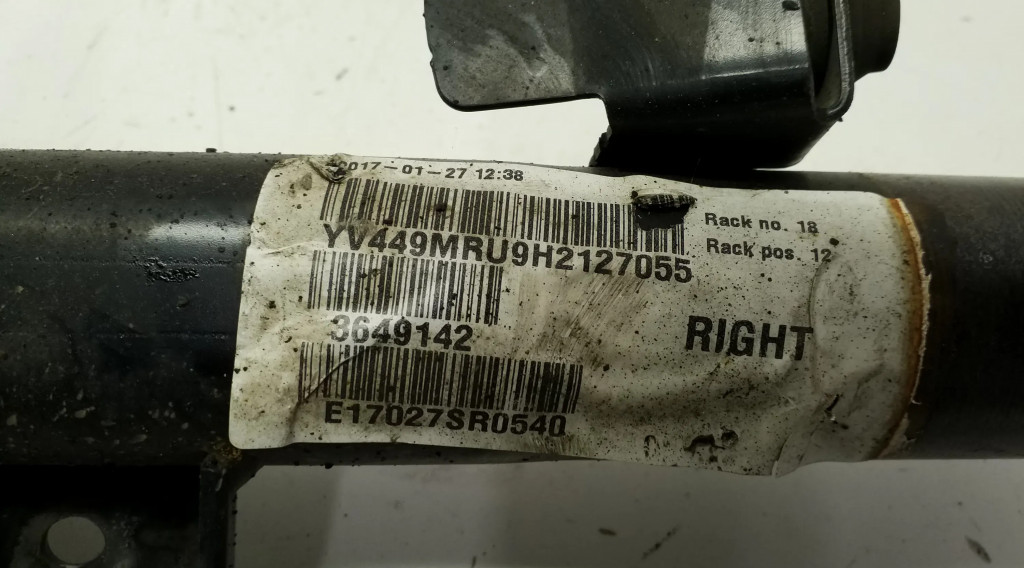 2017-01-27 12:38
Rack no. 18
YV449MRU9H2127055
Rack pos. 12
3649142
RIGHT
E17027SR0540